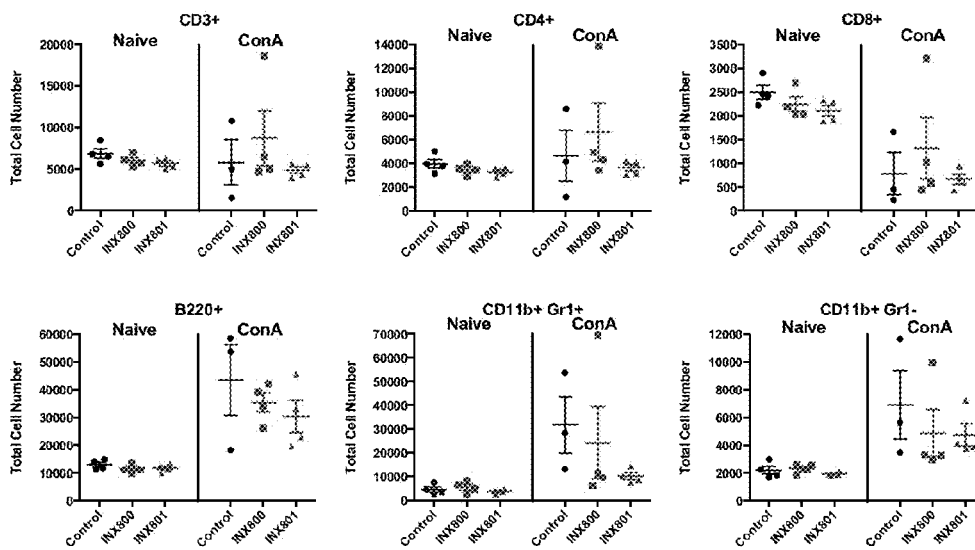 CD3+
Naive ConA
Total Cell Number
20000
15000
10000
5000
0
Control INX800 INX801 Control INX800 INX801
CD4+
Naive ConA
Total Cell Number
14000
12000
10000
8000
6000
4000
2000
0
Control INX800 INX801 Control INX800 INX801
CD8+
Naive ConA
Total Cell Number
3500
3000
2500
2000
1500
1000
500
0
Control INX800 INX801 Control INX800 INX801
B220+
Naive ConA
Total Cell Number
60000
50000
40000
30000
20000
10000
0
Control INX800 INX801 Control INX800 INX801
CD11b+ Gr1+
Naive ConA
Total Cell Number
70000
60000
50000
40000
30000
20000
10000
0
Control INX800 INX801 Control INX800 INX801
CD11b+ Gr1-
Naive ConA
Total Cell Number
12000
10000
8000
6000
4000
2000
0
Control INX800 INX801 Control INX800 INX801